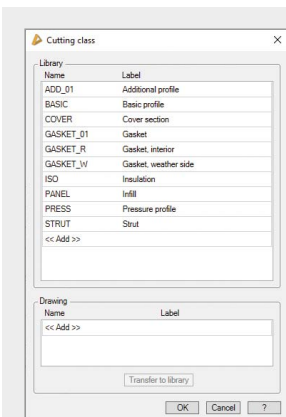 Cutting class
Library
Name Label
ADD_01 Additional profile
BASIC Basic profile
COVER Cover section
GASKET_01 Gasket
GASKET_R Gasket, interior
GASKET_W Gasket, weather side
ISO Insulation
PANEL Infill
PRESS Pressure profile
STRUT Strut
<< Add >>
Drawing
Name Label
<< Add >>
Transfer to library
OK Cancel ?